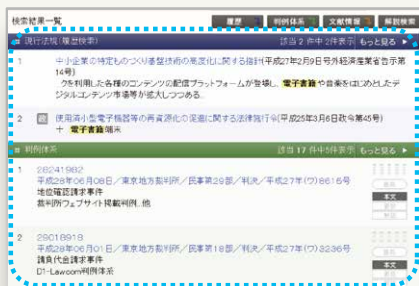 検索結果一覧
履歴 判例体系 文献情報 解説検索
現行法規(履歴検索) 該当 2 件中 2件表示 もっと見る
1 中小企業の特定ものづくり基盤技術の高度化に関する指針(平成27年2月9日号外経済産業省告示第
14号)
クを利用した各種のコンテンツの配信プラットフォームが登場し、電子書籍や音楽をはじめとしたデ
ジタルコンテンツ市場等が拡大しつつある.
2 使用済小型電子機器等の再資源化の促進に関する法律施行令(平成25年3月6日政令第45号)
十 電子書籍端末
判例体系 該当 17 件中5件表示 もっと見る
1 28241982
平成28年06月08日/東京地方裁判所/民事第29部/判決/平成27年(ワ)8615号
地位確認請求事件
裁判所ウェブサイト掲載判例_他
本文
2 29018918
平成28年06月01日/東京地方裁判所/民事第18部/判決/平成27年(ワ)3236号
請負代金請求事件
D1-Law.com判例体系
本文